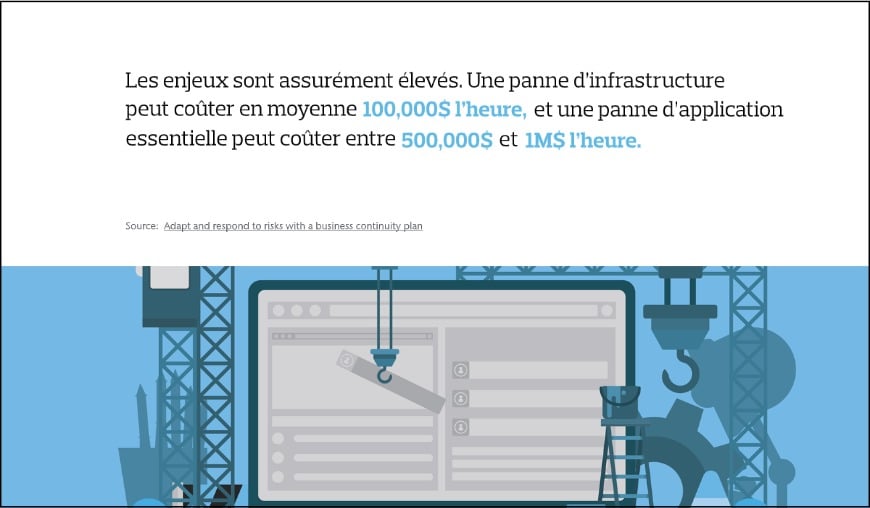 Les enjeux sont assurément élevés. Une panne d'infrastructure
peut coûter en moyenne 100,000$ l'heure, et une panne d'application
essentielle peut coûter entre 500,000$ et 1M$ l'heure.
Source: Adapt and respond to risks with a business continuity plan